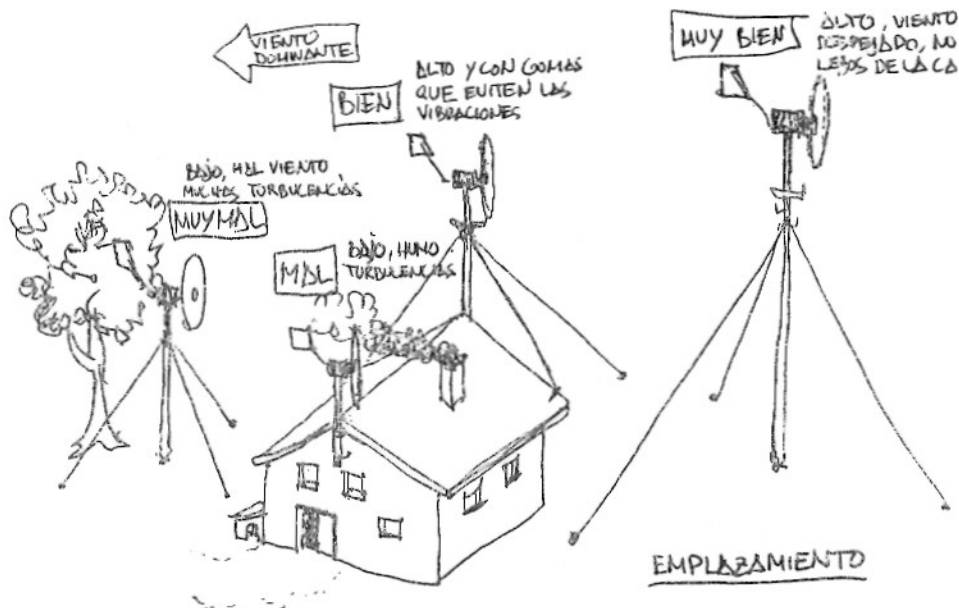 VIENTO
DOMINANTE
BIEN
ALTO Y CON GOMAS
QUE EVITEN LAS
VIBRACIONES
MUY BIEN
ALTO, VIENTO
DESPEJADO, NO
LEJOS DE LA CA
BAJO, MAL VIENTO
MUCHAS TURBULENCIAS
MUY MAL
MAL
BAJO, HUMO
TURBULENCIAS
EMPLAZAMIENTO